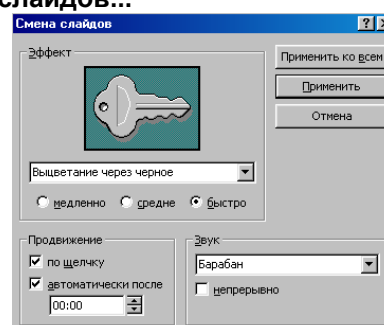 слайдов...
Смена слайдов
Эффект
Выцветание через черное
медленно средне быстро
Применить ко всем
Применить
Отмена
Продвижение
по щелчку
автоматически после
00:00
Звук
Барабан
непрерывно